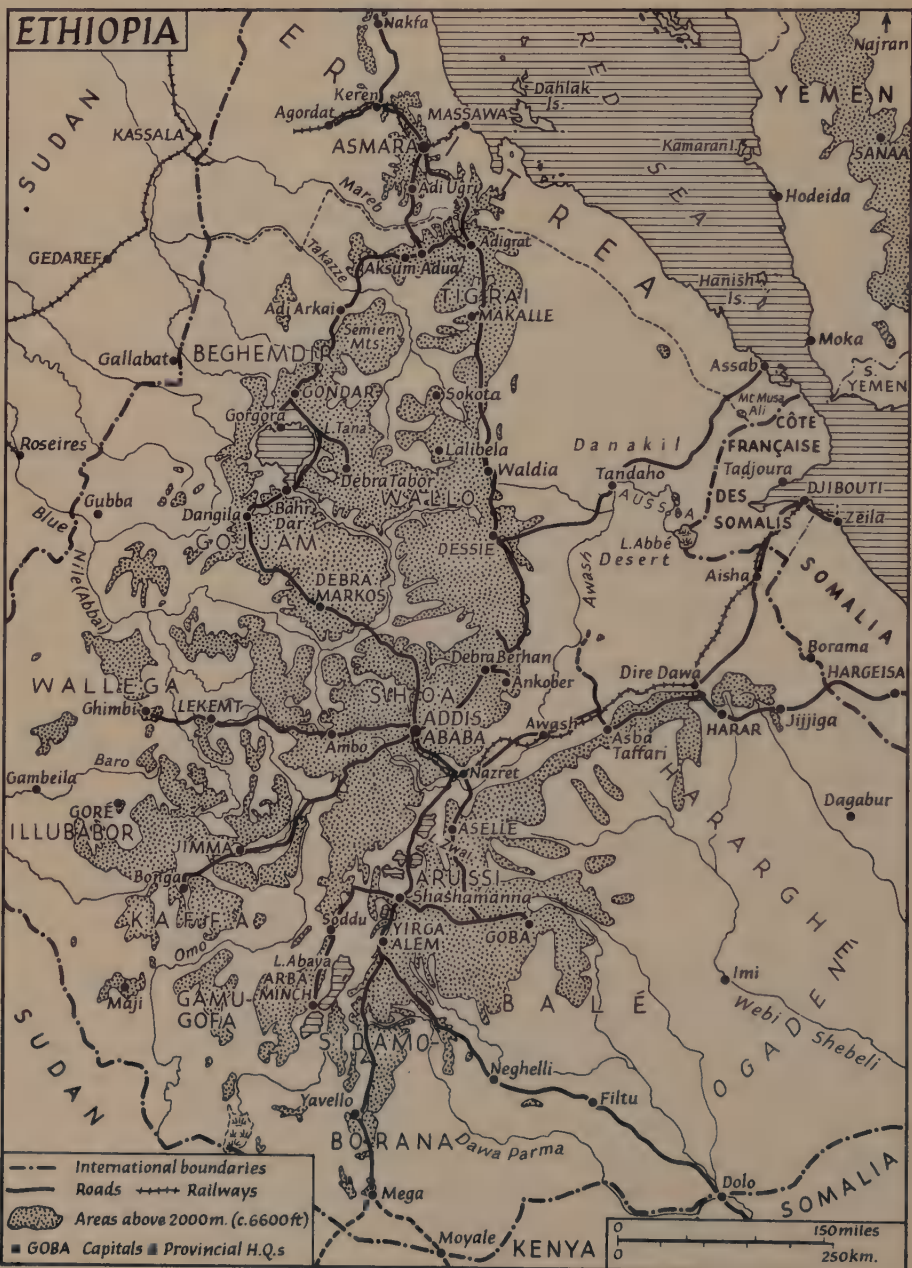 ETHIOPIA
Nakfa
Najran
ERITREA
RED SEA
Keren
Dahlak
Is.
YEMEN
SUDAN
Agordat
MASSAWA
KASSALA
ASMARA
Kamaran I.
SANAA
Adi Ugri
Mareb
Hodeida
GEDAREF
Takazze
Aksum
Adua
Adigrat
TIGRAI
Hanish
Is.
Adi Arkai
MAKALLE
Semien
Mts.
Moka
Gallabat
BEGHEMDIR
Assab
S.
YEMEN
GONDAR
Sokota
Mt Musa
Ali
CÔTE
Gorgora
L. Tana
FRANÇAISE
Roseires
Lalibela
Danakil
Tadjoura
Debra Tabor
Waldia
Tandaho
DES
DJIBOUTI
Gubba
WALLO
AUSSA
SOMALIS
Zeila
Blue
Nile (Abbai)
Dangila
Bahr
Dar
GOJJAM
DESSIE
L. Abbé
Desert
Awash
Aisha
SOMALIA
DEBRA
MARKOS
Borama
Debra Berhan
WALLEGA
SHOA
Ankober
Dire Dawa
HARGEISA
Ghimbi
LEKEMT
ADDIS
ABABA
Awash
Asba
Taffari
HARAR
Jijjiga
Ambo
Baro
Nazret
Gambeila
Dagabur
GORÉ
ILLUBABOR
HARARGHE
JIMMA
ASELLE
Zwai
Bonga
ARUSSI
Shashamanna
KAFFA
Soddu
GOBA
YIRGA
ALEM
Omo
L. Abaya
ARBA
MINCH
Imi
Maji
GAMU-
GOFA
BALÉ
Webi Shebeli
SIDAMO
OGADEN
SUDAN
Neghelli
Filtu
Yavello
BORANA
Dawa Parma
International boundaries
Roads
Railways
Dolo
SOMALIA
Areas above 2000m. (c.6600ft)
Mega
0 150miles
GOBA Capitals
Provincial H.Q.s
Moyale
KENYA
0 250km.